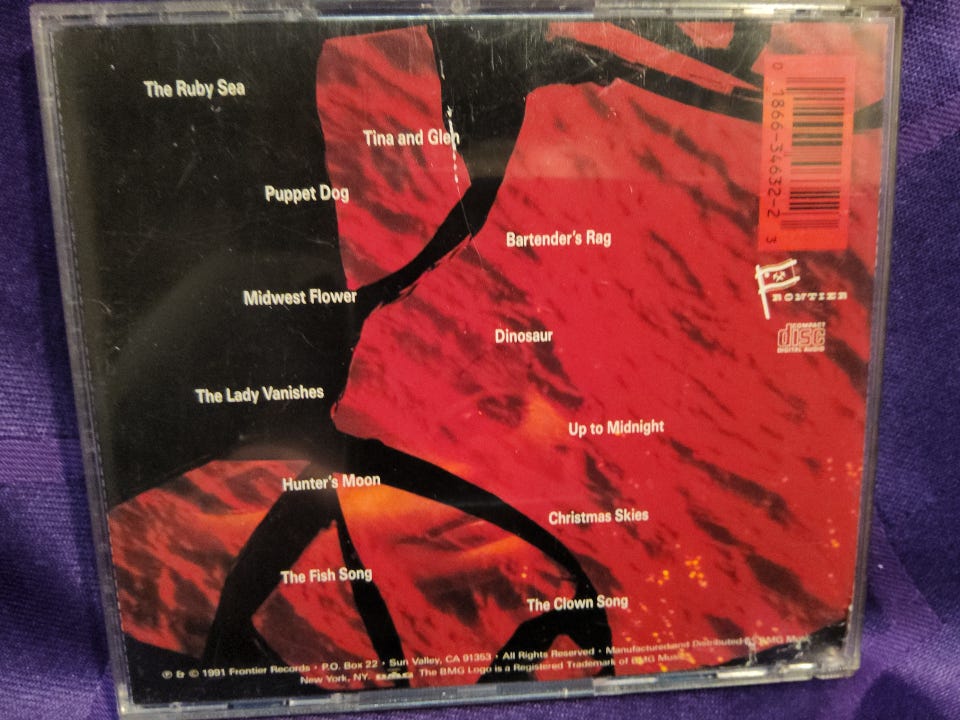 The Ruby Sea
Tina and Glen
Puppet Dog
Bartender's Rag
Midwest Flower
Dinosaur
The Lady Vanishes
Up to Midnight
Hunter's Moon
Christmas Skies
The Fish Song
The Clown Song
0 1866-34632-2 3
FRONTIER
COMPACT
disc
DIGITAL AUDIO
℗ & © 1991 Frontier Records • P.O. Box 22 • Sun Valley, CA 91353 • All Rights Reserved • Manufactured and Distributed by BMG Music
New York, NY. BMG The BMG Logo is a Registered Trademark of BMG Music